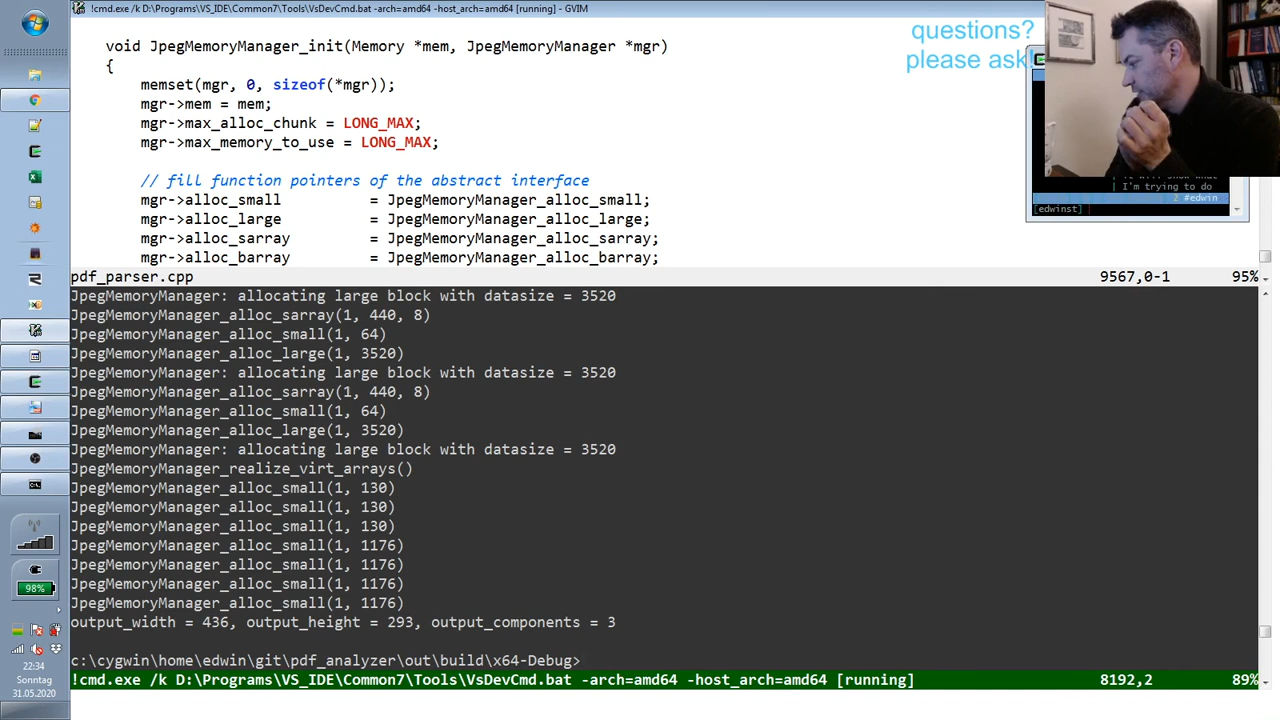 !cmd.exe /k D:\Programs\VS_IDE\Common7\Tools\VsDevCmd.bat -arch=amd64 -host_arch=amd64 [running] - GVIM
questions?
please ask!
void JpegMemoryManager_init(Memory *mem, JpegMemoryManager *mgr)
{
memset(mgr, 0, sizeof(*mgr));
mgr->mem = mem;
mgr->max_alloc_chunk = LONG_MAX;
mgr->max_memory_to_use = LONG_MAX;
// fill function pointers of the abstract interface
mgr->alloc_small = JpegMemoryManager_alloc_small;
mgr->alloc_large = JpegMemoryManager_alloc_large;
mgr->alloc_sarray = JpegMemoryManager_alloc_sarray;
mgr->alloc_barray = JpegMemoryManager_alloc_barray;
I'm trying to do
2 #edwin
[edwinst]
pdf_parser.cpp 9567,0-1 95%
JpegMemoryManager: allocating large block with datasize = 3520
JpegMemoryManager_alloc_sarray(1, 440, 8)
JpegMemoryManager_alloc_small(1, 64)
JpegMemoryManager_alloc_large(1, 3520)
JpegMemoryManager: allocating large block with datasize = 3520
JpegMemoryManager_alloc_sarray(1, 440, 8)
JpegMemoryManager_alloc_small(1, 64)
JpegMemoryManager_alloc_large(1, 3520)
JpegMemoryManager: allocating large block with datasize = 3520
JpegMemoryManager_realize_virt_arrays()
JpegMemoryManager_alloc_small(1, 130)
JpegMemoryManager_alloc_small(1, 130)
JpegMemoryManager_alloc_small(1, 130)
JpegMemoryManager_alloc_small(1, 1176)
JpegMemoryManager_alloc_small(1, 1176)
JpegMemoryManager_alloc_small(1, 1176)
JpegMemoryManager_alloc_small(1, 1176)
output_width = 436, output_height = 293, output_components = 3
c:\cygwin\home\edwin\git\pdf_analyzer\out\build\x64-Debug>
!cmd.exe /k D:\Programs\VS_IDE\Common7\Tools\VsDevCmd.bat -arch=amd64 -host_arch=amd64 [running] 8192,2 89%
98%
22:34
Sonntag
31.05.2020